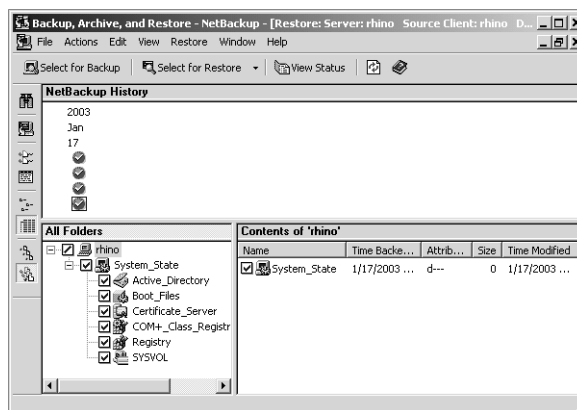 Backup, Archive, and Restore - NetBackup - [Restore: Server: rhino Source Client: rhino D...
File Actions Edit View Restore Window Help
Select for Backup Select for Restore View Status
NetBackup History
2003
Jan
17
All Folders
rhino
System_State
Active_Directory
Boot_Files
Certificate_Server
COM+_Class_Registr
Registry
SYSVOL
Contents of 'rhino'
Name Time Backe... Attrib... Size Time Modified
System_State 1/17/2003 ... d--- 0 1/17/2003 ...